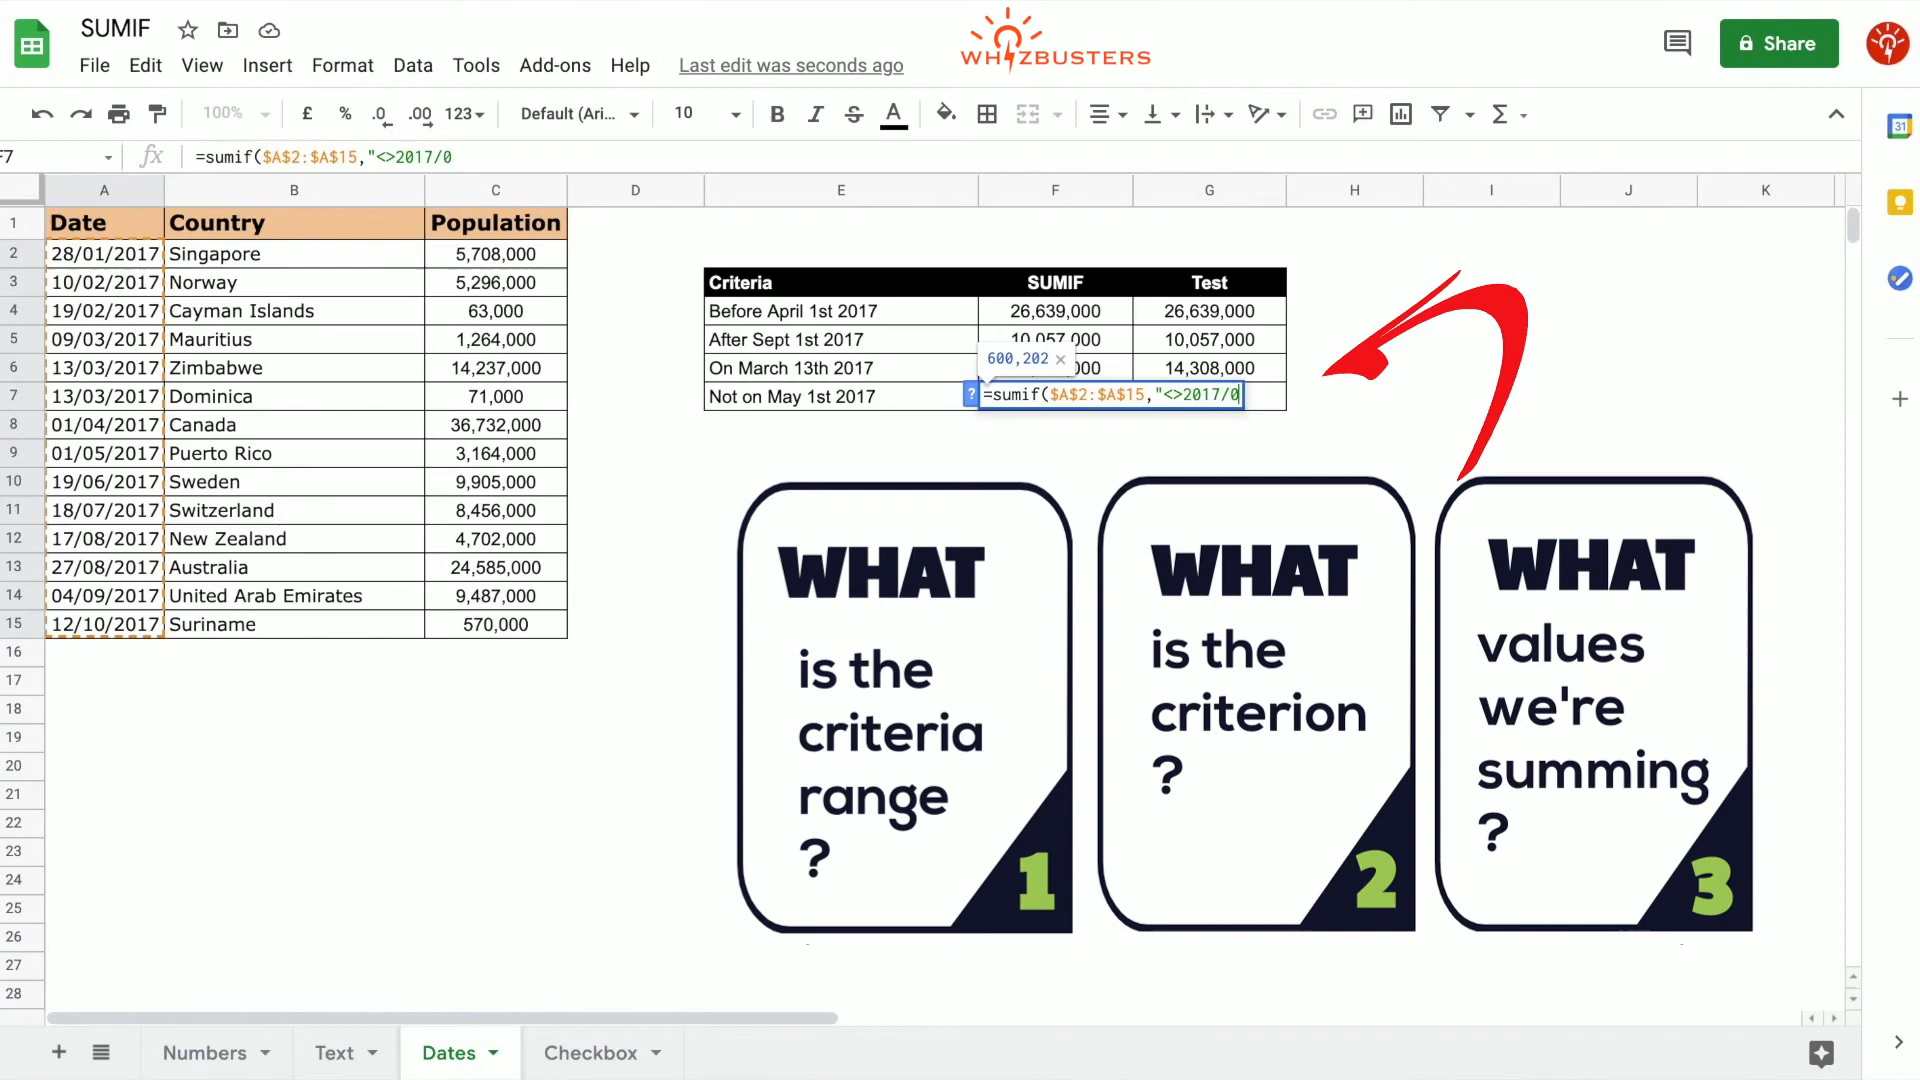 SUMIF
WHIZBUSTERS
Share
File Edit View Insert Format Data Tools Add-ons Help Last edit was seconds ago
100% £ % .0 .00 123 Default (Ari... 10 B I S A Σ
31
F7 fx =sumif($A$2:$A$15,"<>2017/0
A B C D E F G H I J K
1 Date Country Population
2 28/01/2017 Singapore 5,708,000
3 10/02/2017 Norway 5,296,000 Criteria SUMIF Test
4 19/02/2017 Cayman Islands 63,000 Before April 1st 2017 26,639,000 26,639,000
5 09/03/2017 Mauritius 1,264,000 After Sept 1st 2017 10,057,000 10,057,000
600,202 ×
6 13/03/2017 Zimbabwe 14,237,000 On March 13th 2017 000 14,308,000
7 13/03/2017 Dominica 71,000 Not on May 1st 2017 ? =sumif($A$2:$A$15,"<>2017/0
8 01/04/2017 Canada 36,732,000
9 01/05/2017 Puerto Rico 3,164,000
10 19/06/2017 Sweden 9,905,000
11 18/07/2017 Switzerland 8,456,000
12 17/08/2017 New Zealand 4,702,000
13 27/08/2017 Australia 24,585,000
14 04/09/2017 United Arab Emirates 9,487,000
15 12/10/2017 Suriname 570,000
16
17
18
19
20
21
22
23
24
25
26
27
28
WHAT
is the
criteria
range
?
1
WHAT
is the
criterion
?
2
WHAT
values
we're
summing
?
3
Numbers Text Dates Checkbox